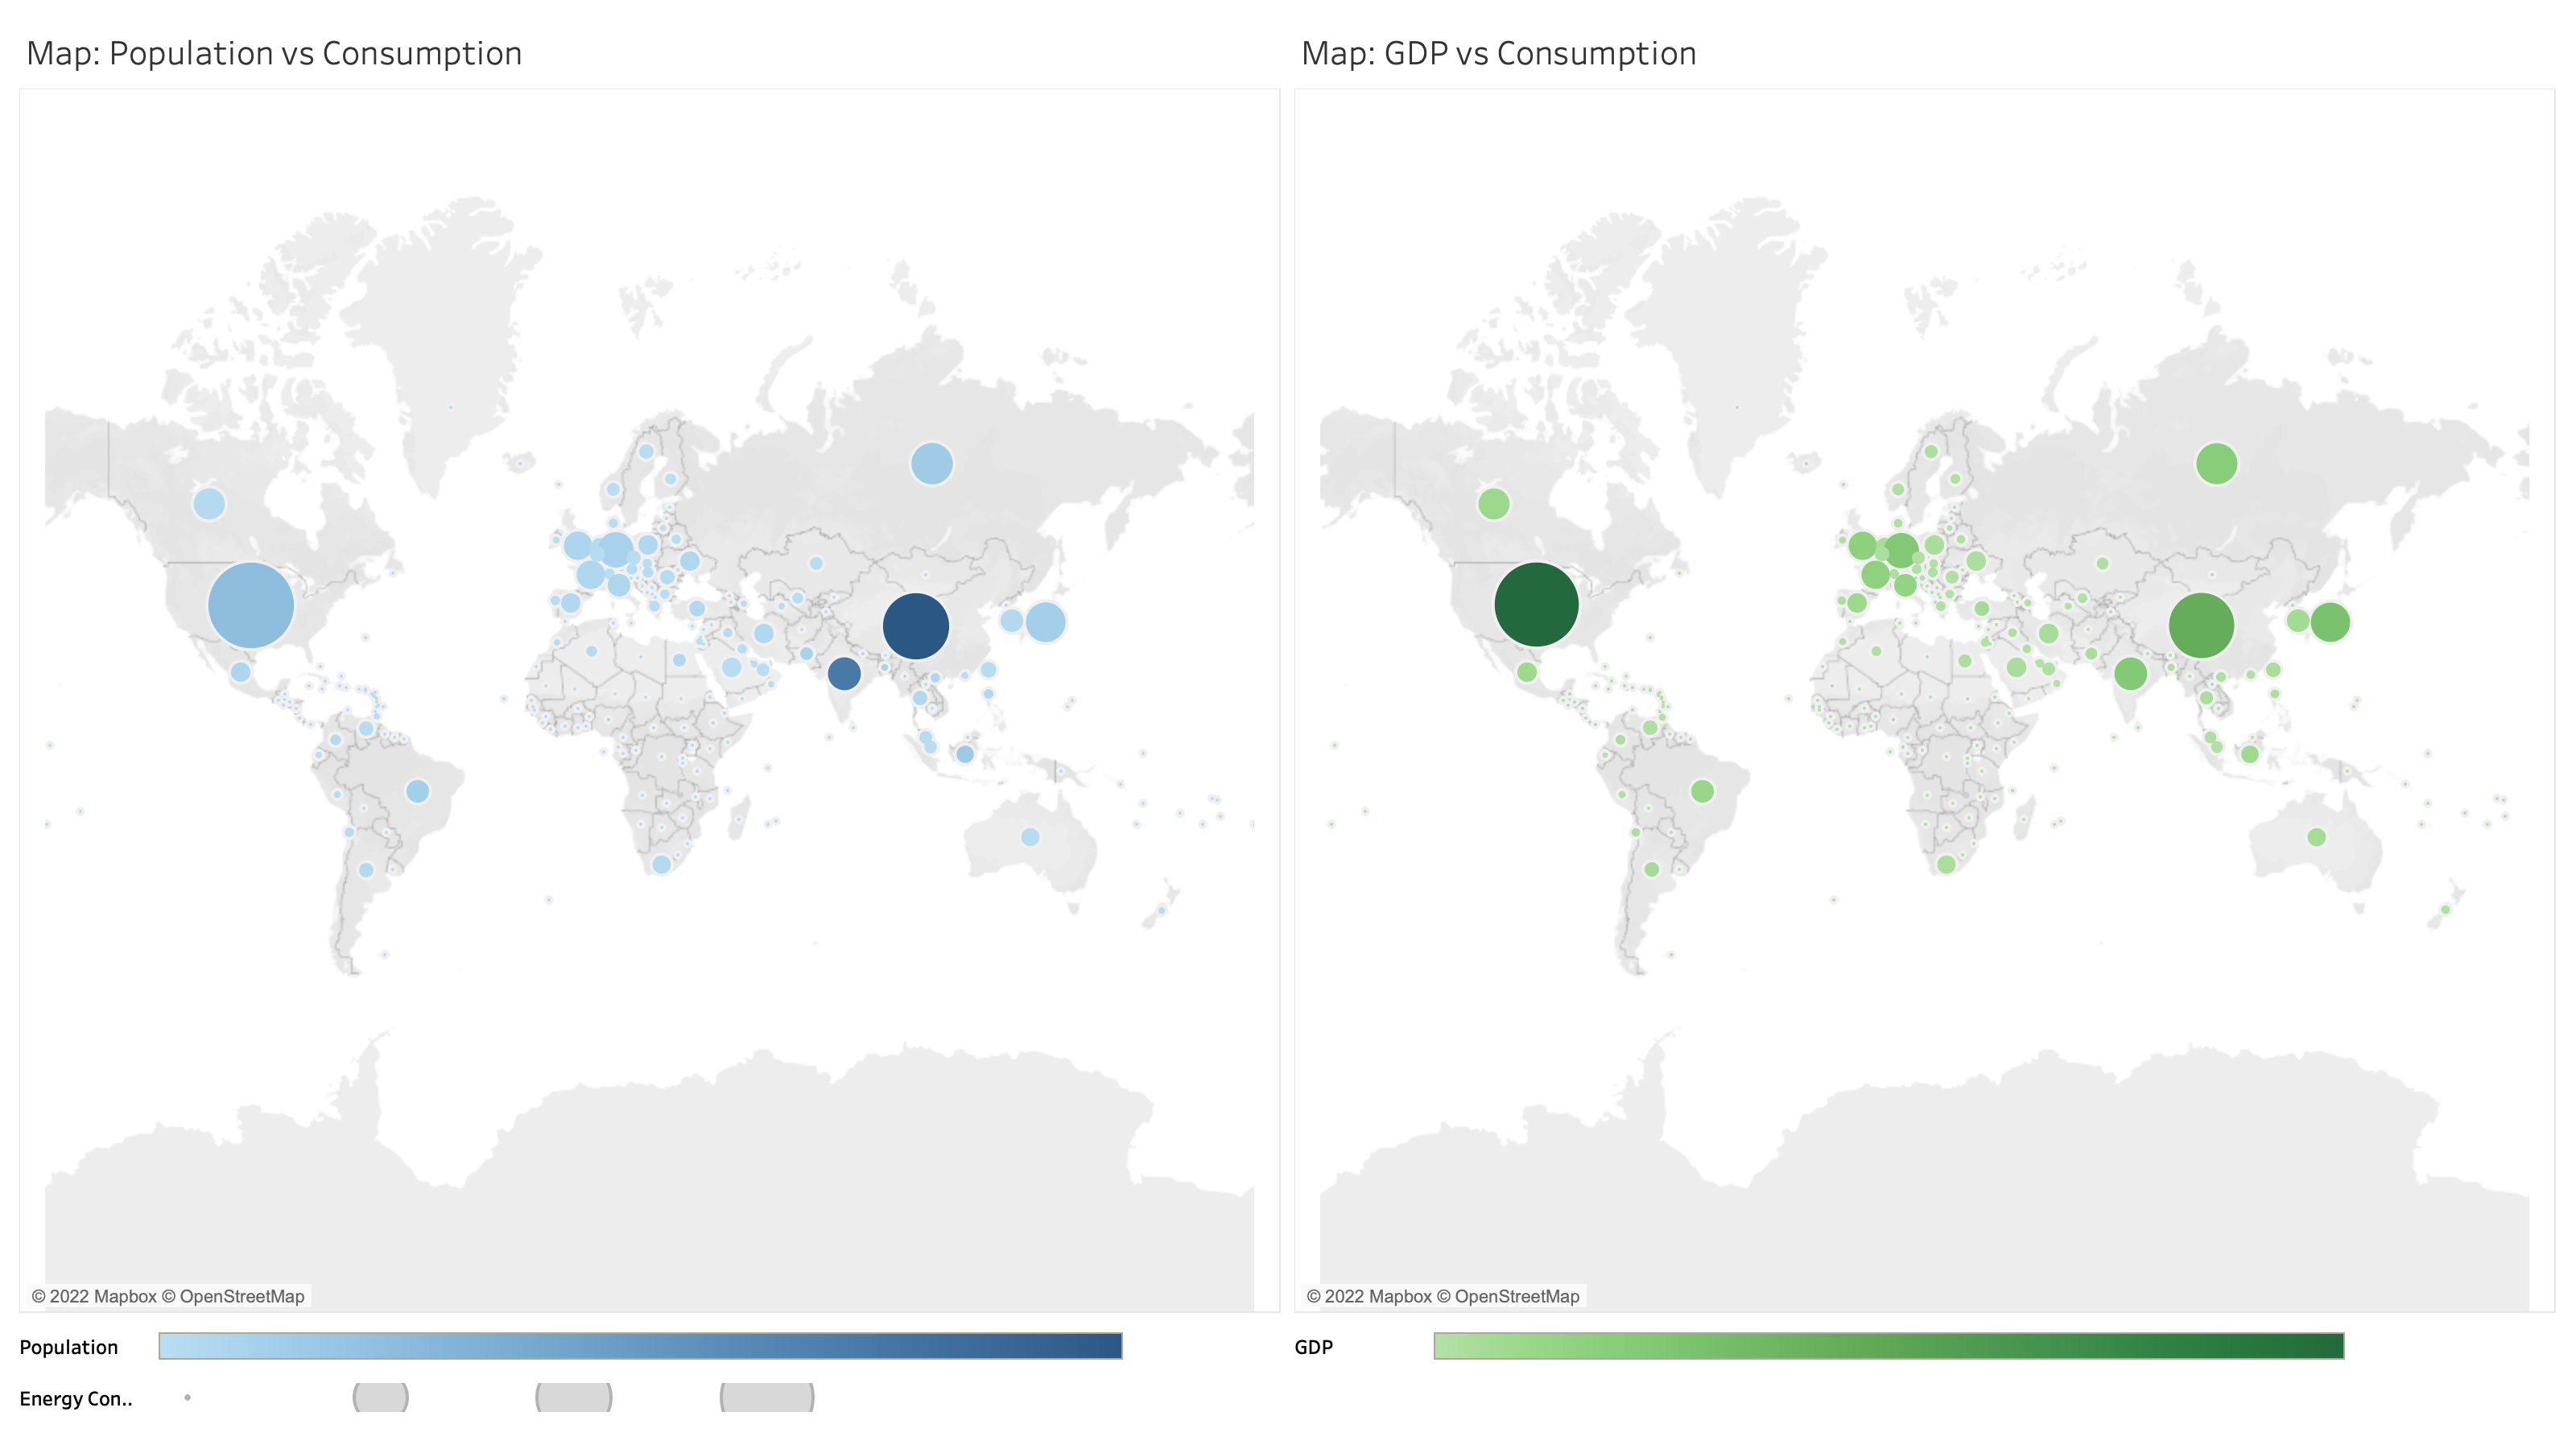 Map: Population vs Consumption
Map: GDP vs Consumption
© 2022 Mapbox © OpenStreetMap
© 2022 Mapbox © OpenStreetMap
Population
GDP
Energy Con..